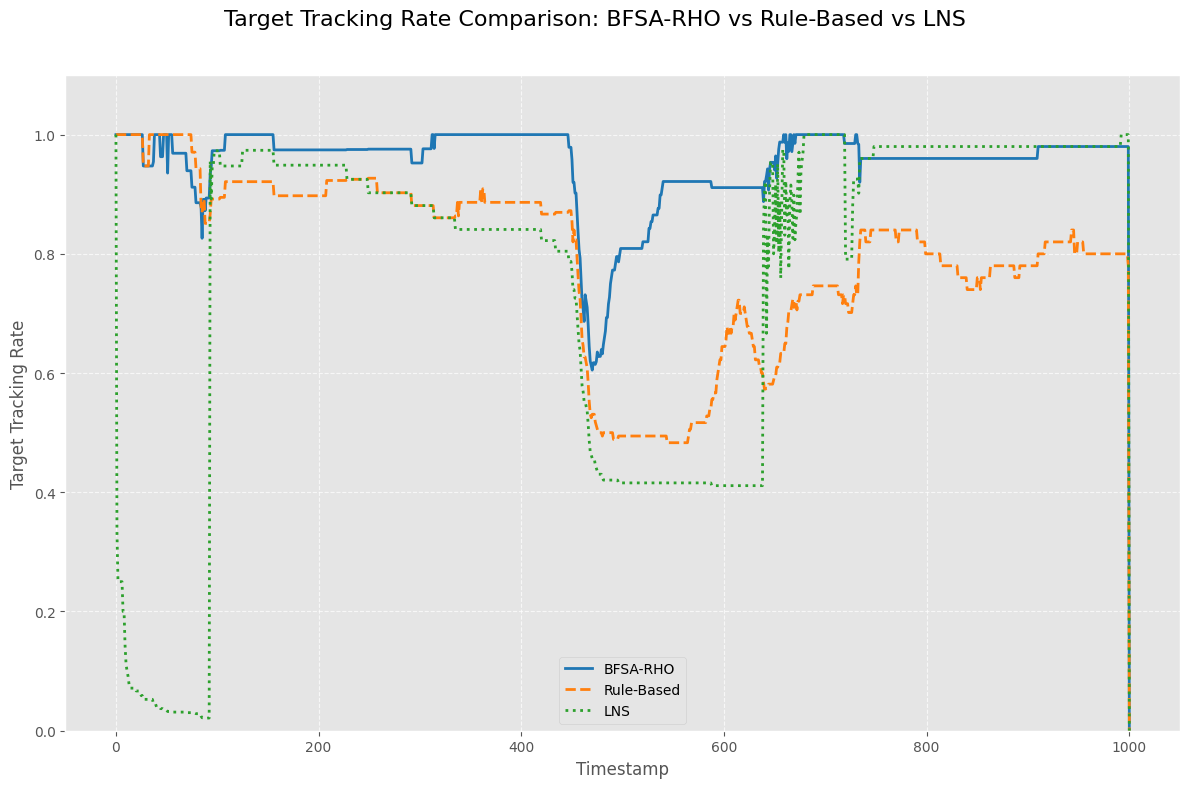 Target Tracking Rate Comparison: BFSA-RHO vs Rule-Based vs LNS
Target Tracking Rate
1.0
0.8
0.6
0.4
0.2
0.0
BFSA-RHO
Rule-Based
LNS
0
200
400
600
800
1000
Timestamp